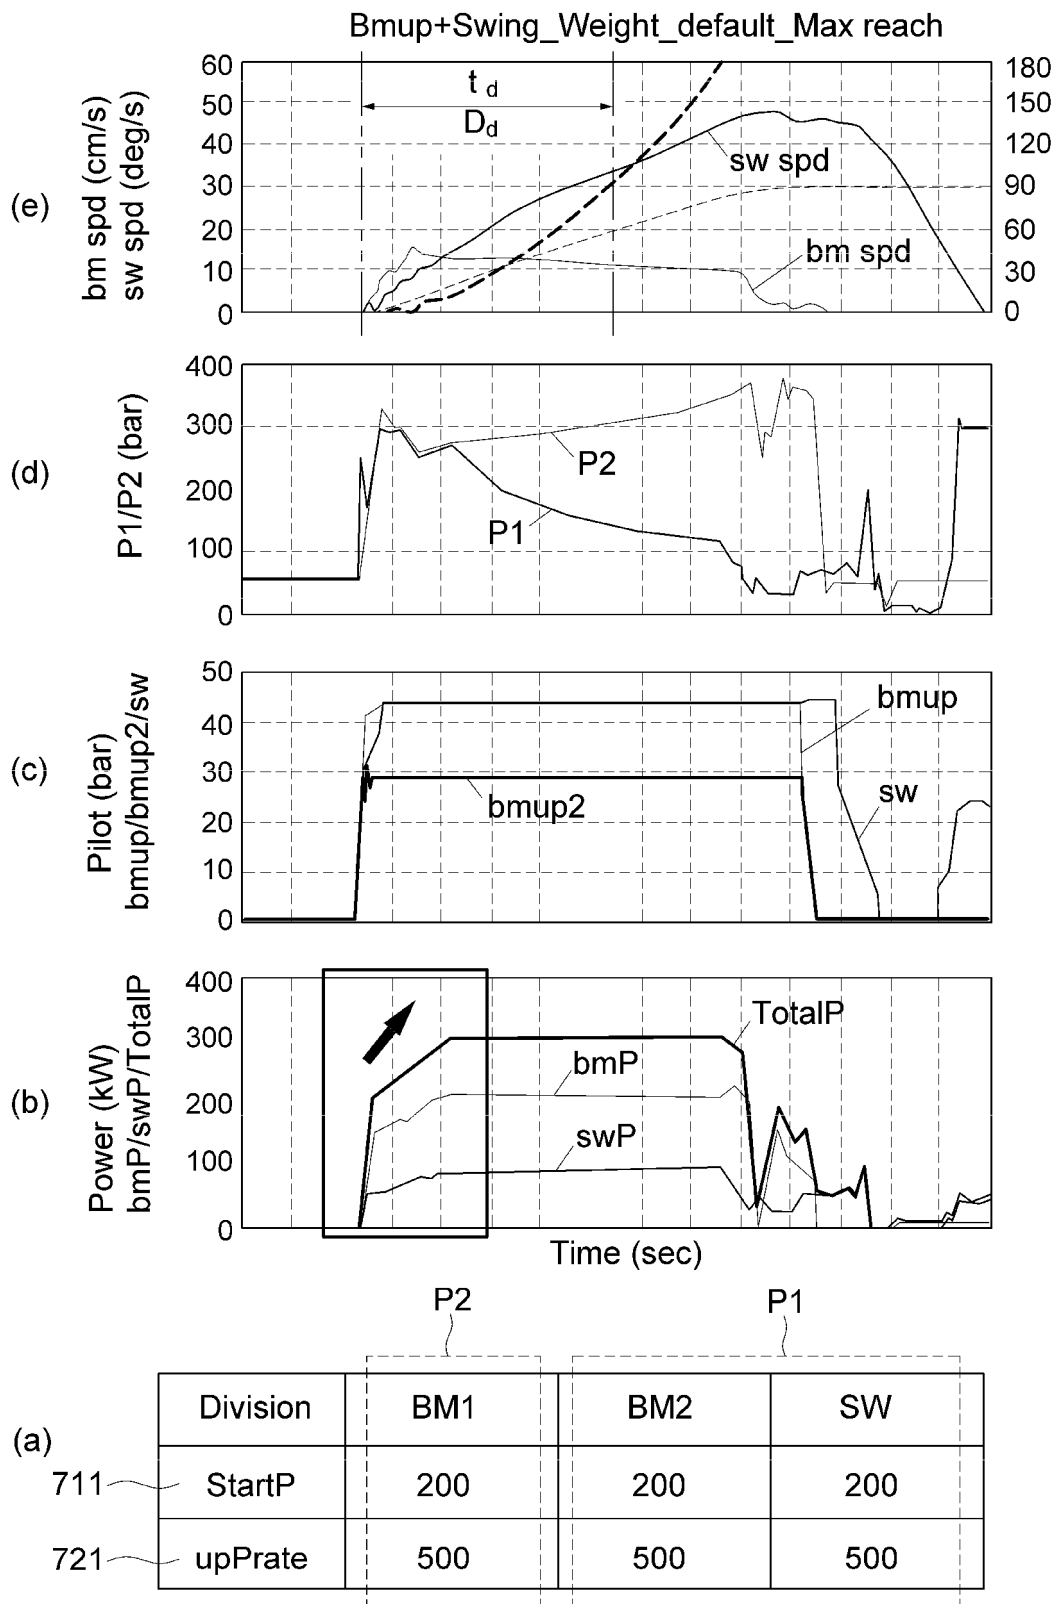 Bmup+Swing_Weight_default_Max reach
(e)
bm spd (cm/s)
sw spd (deg/s)
60
50
40
30
20
10
0
180
150
120
90
60
30
0
t d
Dd
sw spd
bm spd
(d)
P1/P2 (bar)
400
300
200
100
0
P2
P1
(c)
Pilot (bar)
bmup/bmup2/sw
50
40
30
20
10
0
bmup
bmup2
sw
(b)
Power (kW)
bmP/swP/TotalP
400
300
200
100
0
TotalP
bmP
swP
Time (sec)
P2 P1
(a)
Division BM1 BM2 SW
711 StartP 200 200 200
721 upPrate 500 500 500